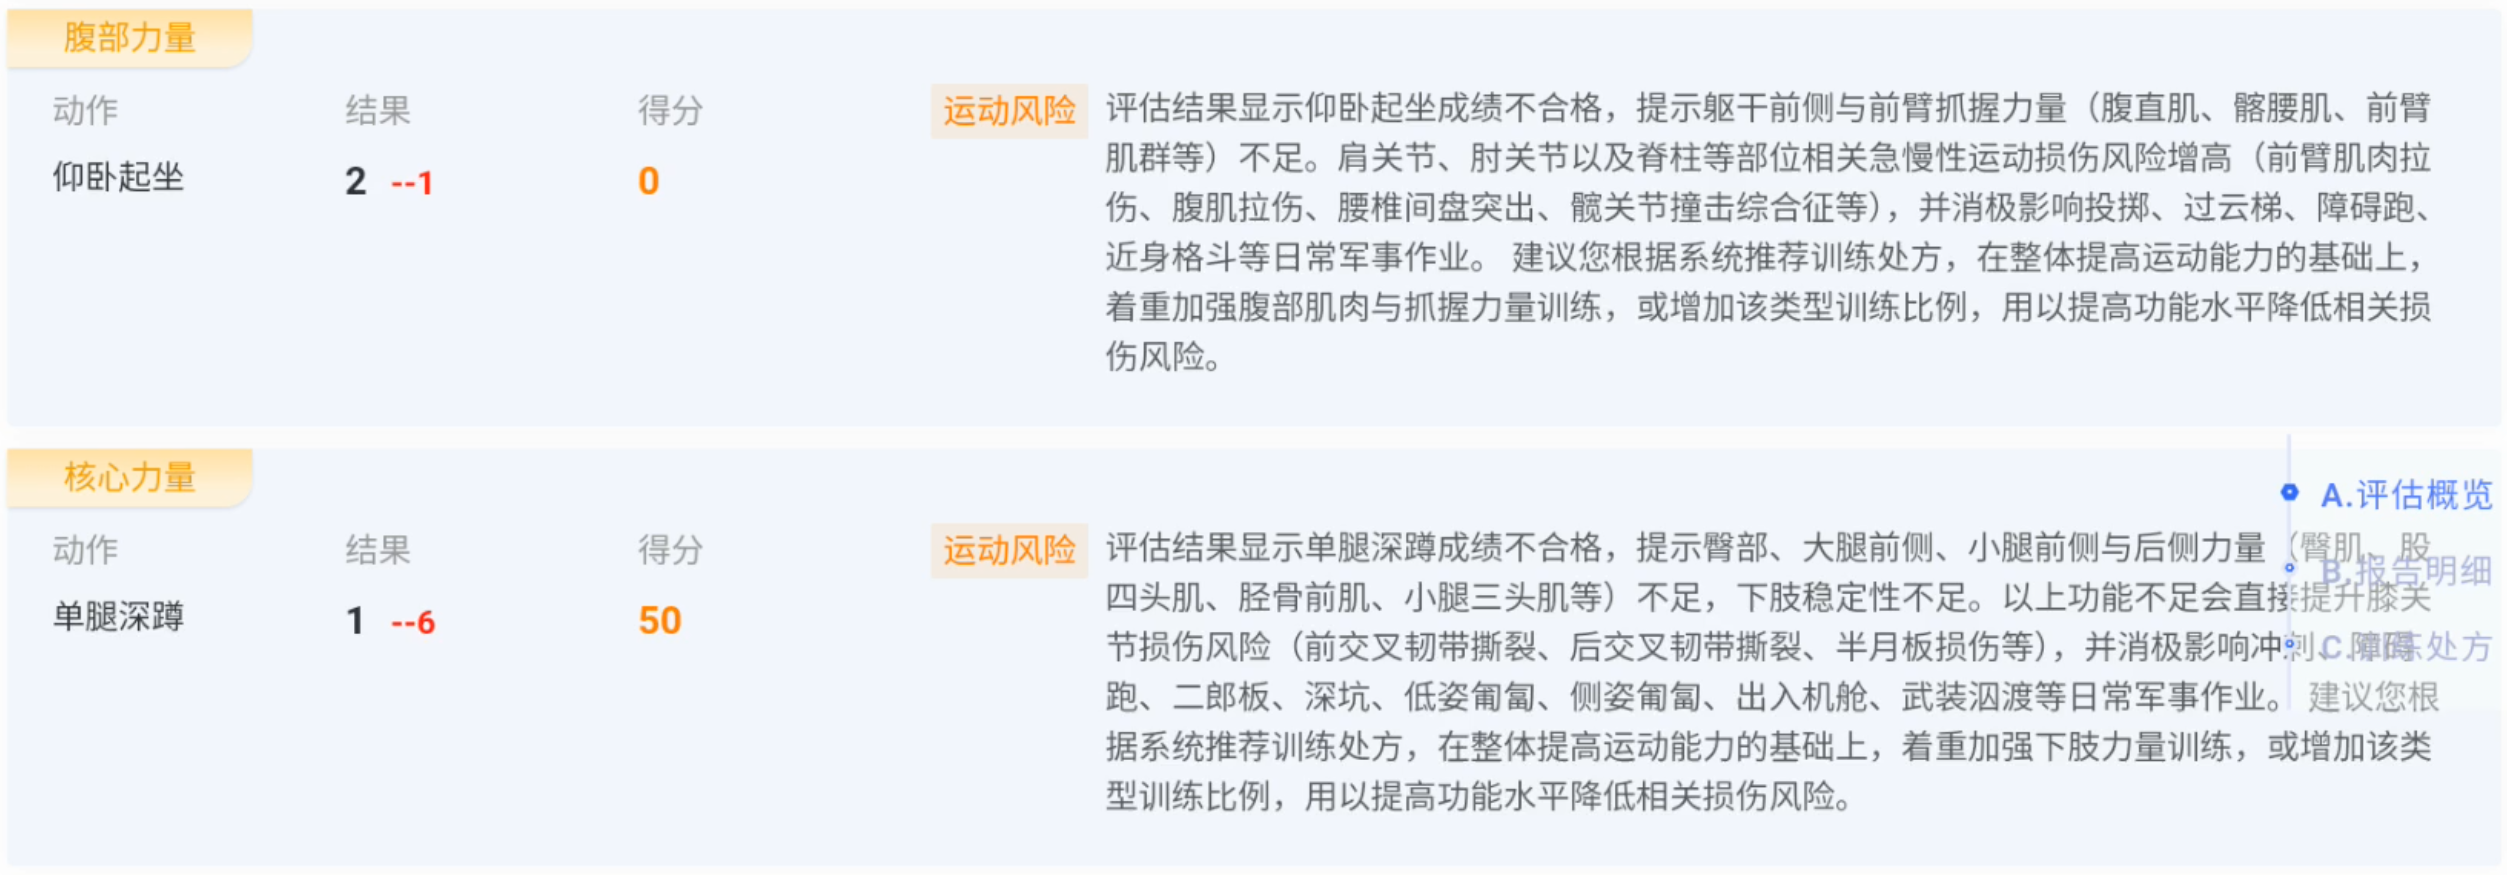 腹部力量
动作 结果 得分
仰卧起坐 2 --1 0
运动风险
评估结果显示仰卧起坐成绩不合格，提示躯干前侧与前臂抓握力量（腹直肌、髂腰肌、前臂
肌群等）不足。肩关节、肘关节以及脊柱等部位相关急慢性运动损伤风险增高（前臂肌肉拉
伤、腹肌拉伤、腰椎间盘突出、髋关节撞击综合征等），并消极影响投掷、过云梯、障碍跑、
近身格斗等日常军事作业。 建议您根据系统推荐训练处方，在整体提高运动能力的基础上，
着重加强腹部肌肉与抓握力量训练，或增加该类型训练比例，用以提高功能水平降低相关损
伤风险。
核心力量
动作 结果 得分
单腿深蹲 1 --6 50
运动风险
评估结果显示单腿深蹲成绩不合格，提示臀部、大腿前侧、小腿前侧与后侧力量（臀肌、股
四头肌、胫骨前肌、小腿三头肌等）不足，下肢稳定性不足。以上功能不足会直接提升膝关
节损伤风险（前交叉韧带撕裂、后交叉韧带撕裂、半月板损伤等），并消极影响冲刺、障碍
跑、二郎板、深坑、低姿匍匐、侧姿匍匐、出入机舱、武装泅渡等日常军事作业。 建议您根
据系统推荐训练处方，在整体提高运动能力的基础上，着重加强下肢力量训练，或增加该类
型训练比例，用以提高功能水平降低相关损伤风险。
A.评估概览
B.报告明细
C.训练处方